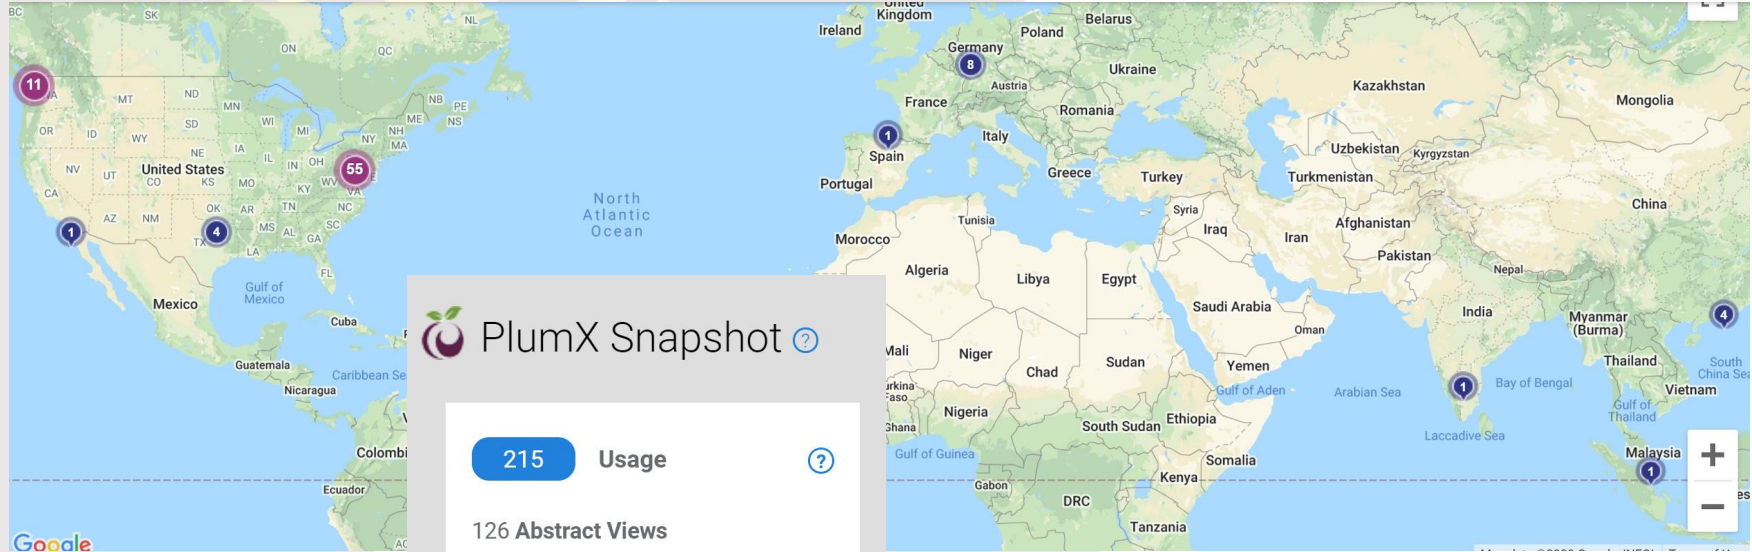 BC
SK
NL
ON
QC
United
Kingdom
Ireland
Belarus
Poland
Germany
8
Ukraine
Austria
France
Romania
Kazakhstan
Mongolia
11
MT
ND
MN
NB
PE
NS
ME
OR
ID
WY
SD
WI
MI
NY
NH
MA
1
Spain
Italy
Uzbekistan
Kyrgyzstan
NE
IA
IL
IN
OH
NV
UT
United States
CO
KS
MO
KY
WV
VA
55
Portugal
Greece
Turkey
Turkmenistan
CA
AZ
NM
OK
AR
TN
NC
North
Atlantic
Ocean
Tunisia
Syria
Iraq
Iran
Afghanistan
China
1
TX
4
MS
AL
GA
SC
LA
Morocco
Pakistan
Nepal
FL
Gulf of
Mexico
Algeria
Libya
Egypt
Mexico
Cuba
Saudi Arabia
Oman
India
Myanmar
(Burma)
4
PlumX Snapshot ?
Guatemala
Caribbean Se
Nicaragua
Mali
Niger
Chad
Sudan
Yemen
Gulf of Aden
Arabian Sea
1
Bay of Bengal
Thailand
South
China Sea
Vietnam
Gulf of
Thailand
urkina
Faso
Nigeria
Ethiopia
South Sudan
Ghana
Laccadive Sea
Colombi
215 Usage ?
Gulf of Guinea
Somalia
Malaysia
1
+
Ecuador
Gabon
Kenya
DRC
−
126 Abstract Views
Tanzania
Google
AC